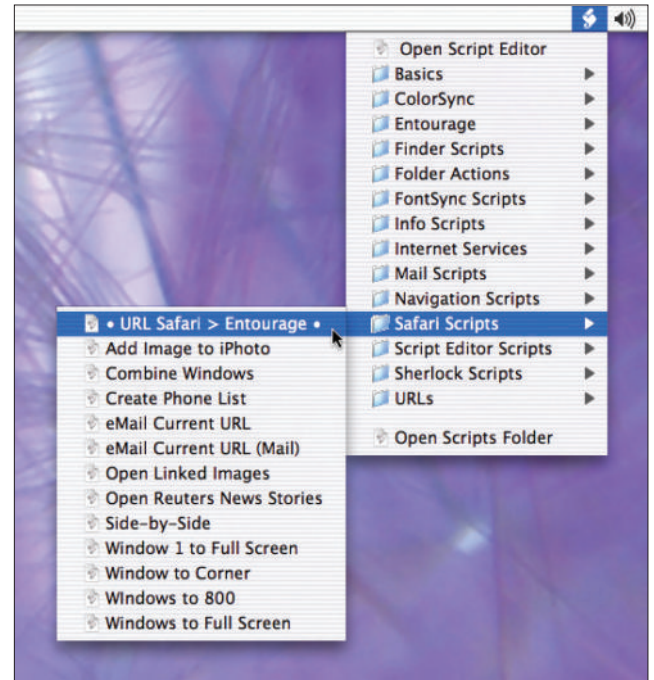 Open Script Editor
Basics
ColorSync
Entourage
Finder Scripts
Folder Actions
FontSync Scripts
Info Scripts
Internet Services
Mail Scripts
Navigation Scripts
Safari Scripts
Script Editor Scripts
Sherlock Scripts
URLs
Open Scripts Folder
• URL Safari > Entourage •
Add Image to iPhoto
Combine Windows
Create Phone List
eMail Current URL
eMail Current URL (Mail)
Open Linked Images
Open Reuters News Stories
Side-by-Side
Window 1 to Full Screen
Window to Corner
WIndows to 800
Windows to Full Screen